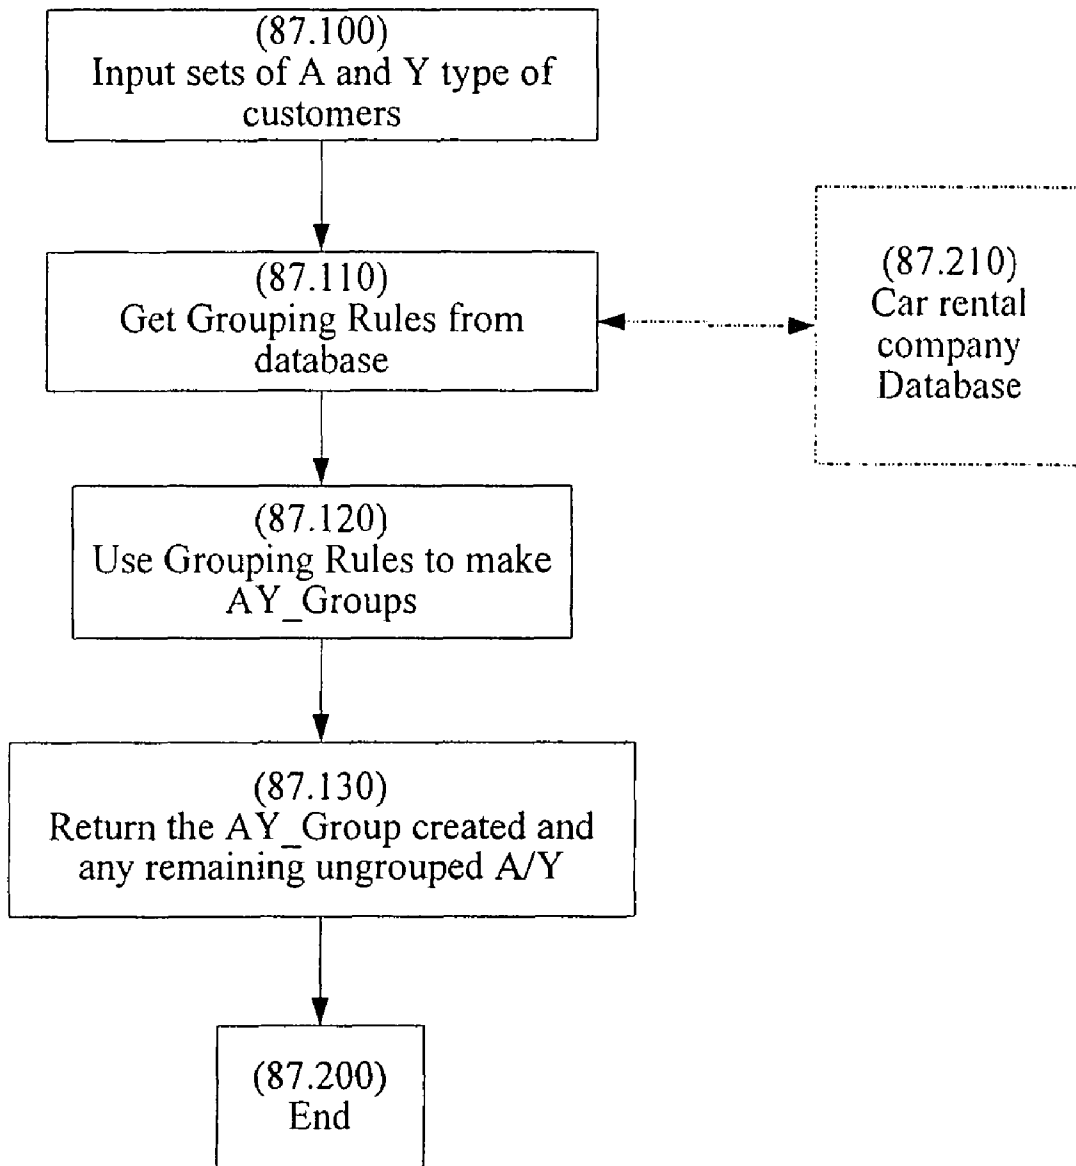 (87.100)
Input sets of A and Y type of
customers
(87.110)
Get Grouping Rules from
database
(87.210)
Car rental
company
Database
(87.120)
Use Grouping Rules to make
AY_Groups
(87.130)
Return the AY_Group created and
any remaining ungrouped A/Y
(87.200)
End